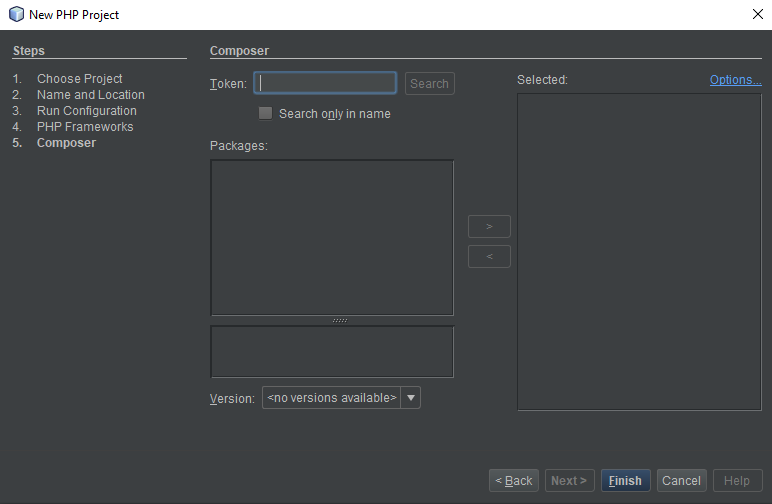 New PHP Project
Steps
1. Choose Project
2. Name and Location
3. Run Configuration
4. PHP Frameworks
5. Composer
Composer
Token:
Search
Search only in name
Packages:
Version:
<no versions available>
>
<
Selected:
Options...
< Back
Next >
Finish
Cancel
Help